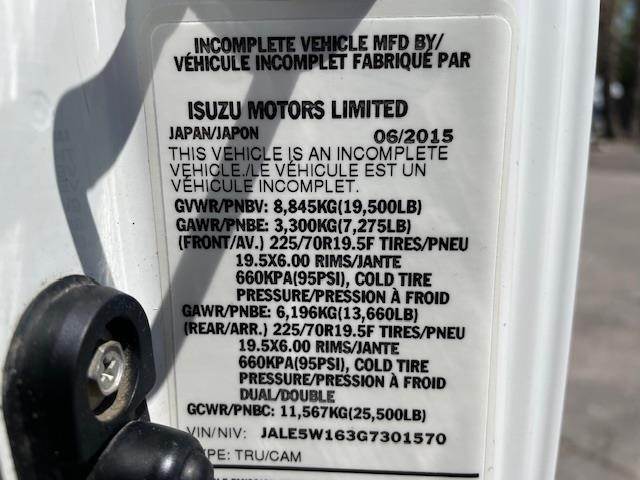 INCOMPLETE VEHICLE MFD BY/
VÉHICULE INCOMPLET FABRIQUÉ PAR
ISUZU MOTORS LIMITED
JAPAN/JAPON 06/2015
THIS VEHICLE IS AN INCOMPLETE
VEHICLE./LE VÉHICULE EST UN
VÉHICULE INCOMPLET.
GVWR/PNBV: 8,845KG(19,500LB)
GAWR/PNBE: 3,300KG(7,275LB)
(FRONT/AV.) 225/70R19.5F TIRES/PNEU
19.5X6.00 RIMS/JANTE
660KPA(95PSI), COLD TIRE
PRESSURE/PRESSION À FROID
GAWR/PNBE: 6,196KG(13,660LB)
(REAR/ARR.) 225/70R19.5F TIRES/PNEU
19.5X6.00 RIMS/JANTE
660KPA(95PSI), COLD TIRE
PRESSURE/PRESSION À FROID
DUAL/DOUBLE
GCWR/PNBC: 11,567KG(25,500LB)
VIN/NIV: JALE5W163G7301570
TYPE: TRU/CAM